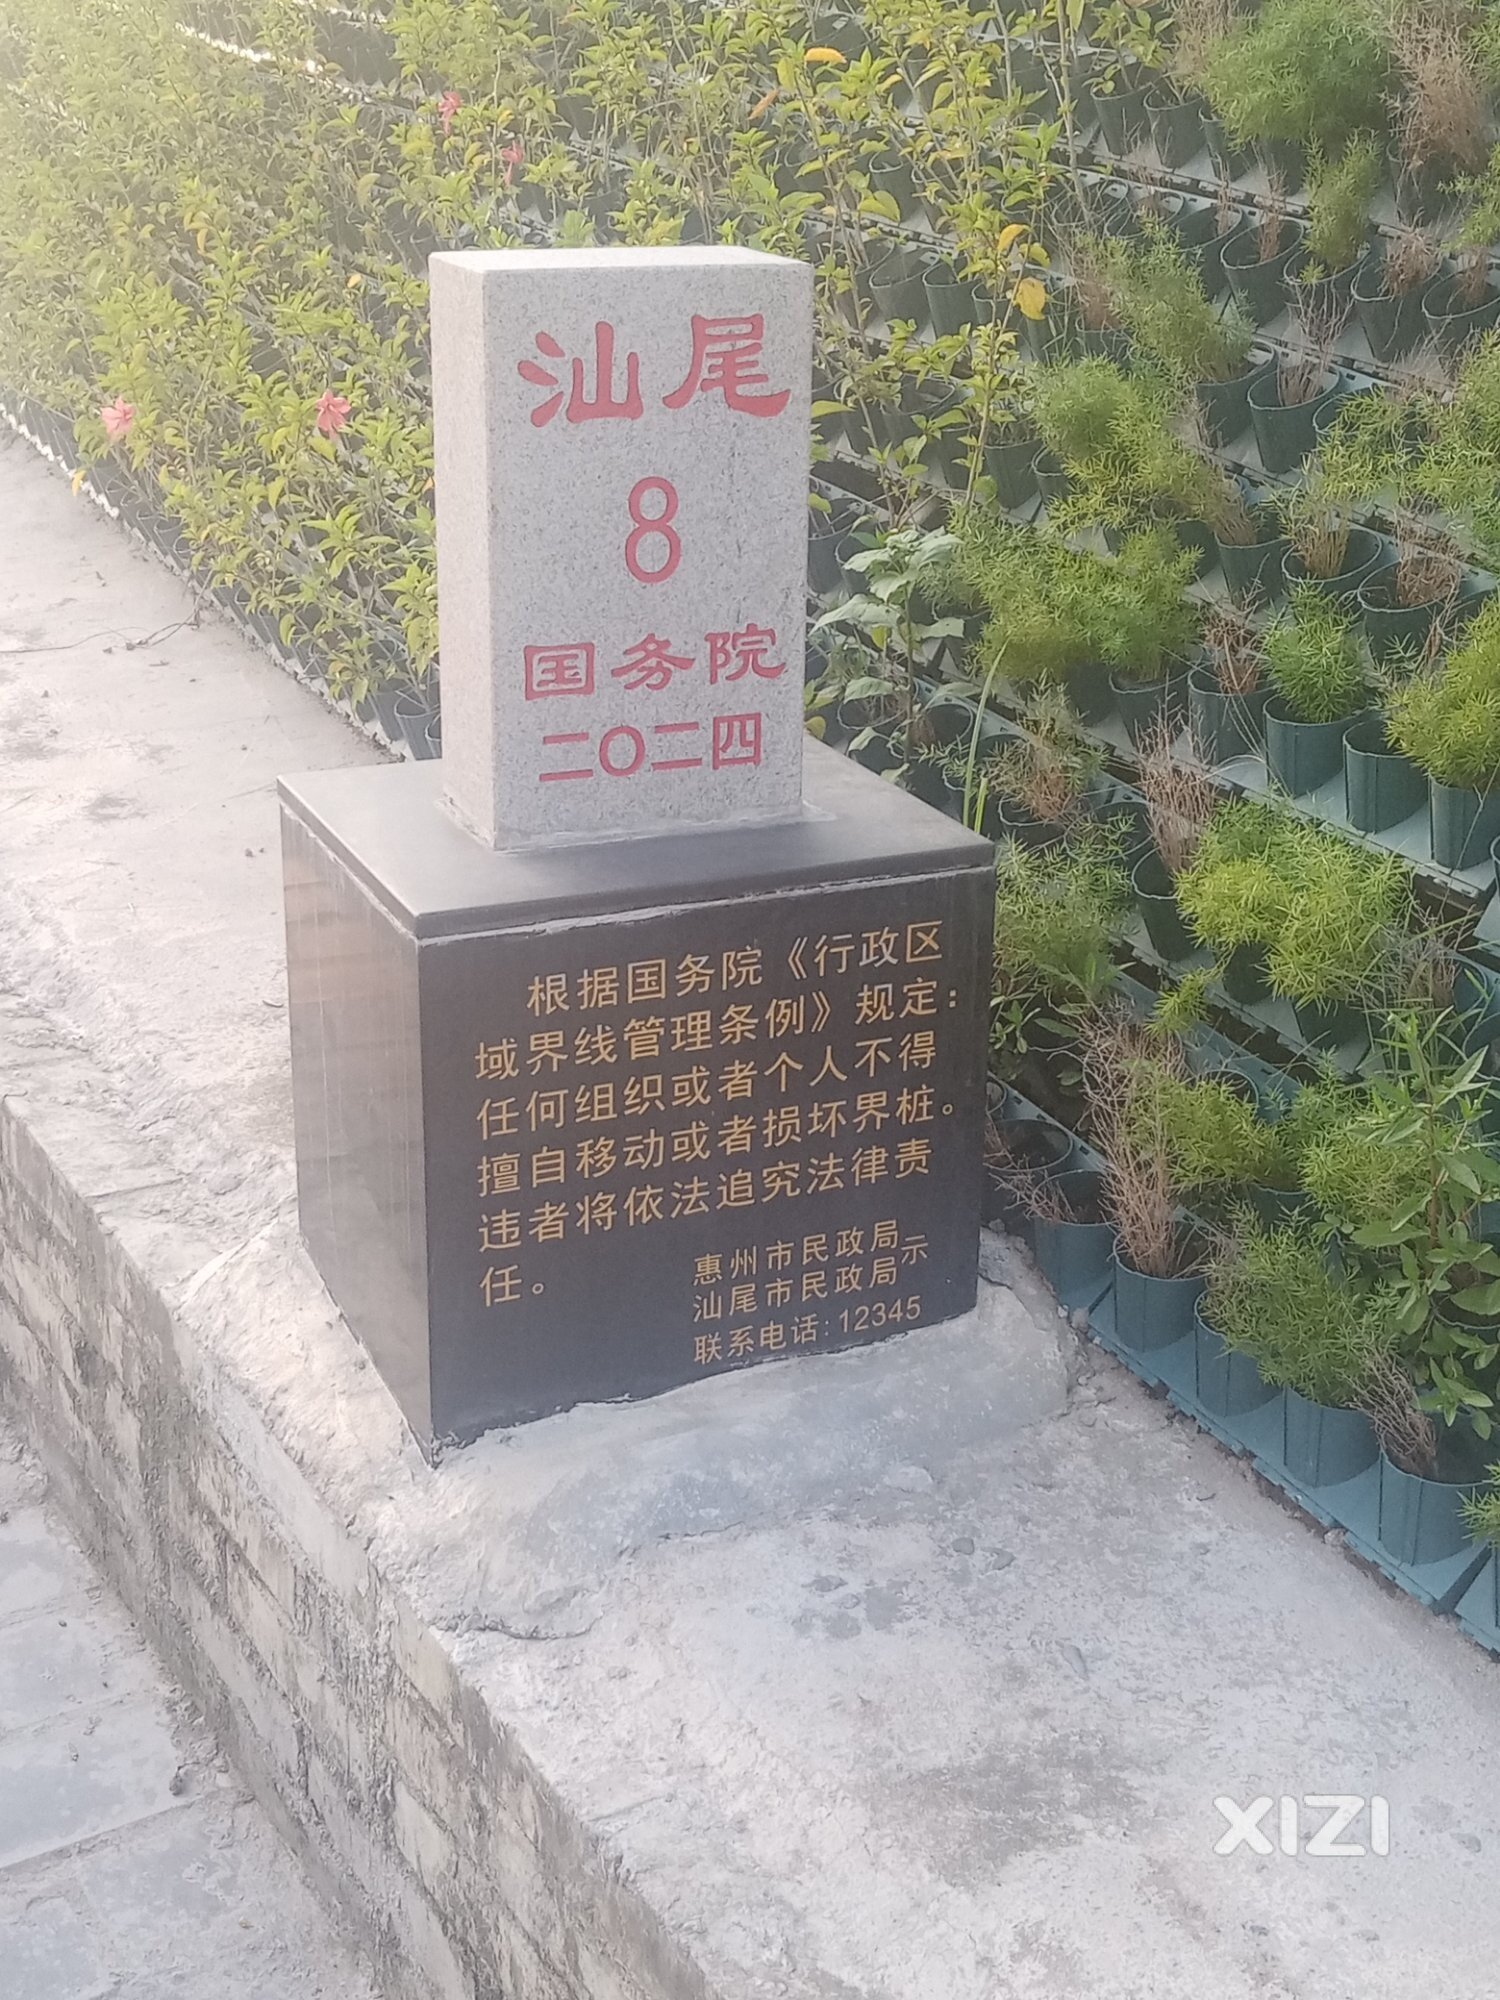 汕尾
8
国务院
二〇二四
根据国务院《行政区
域界线管理条例》规定：
任何组织或者个人不得
擅自移动或者损坏界桩。
违者将依法追究法律责
任。
惠州市民政局
汕尾市民政局示
联系电话：12345
XIZI